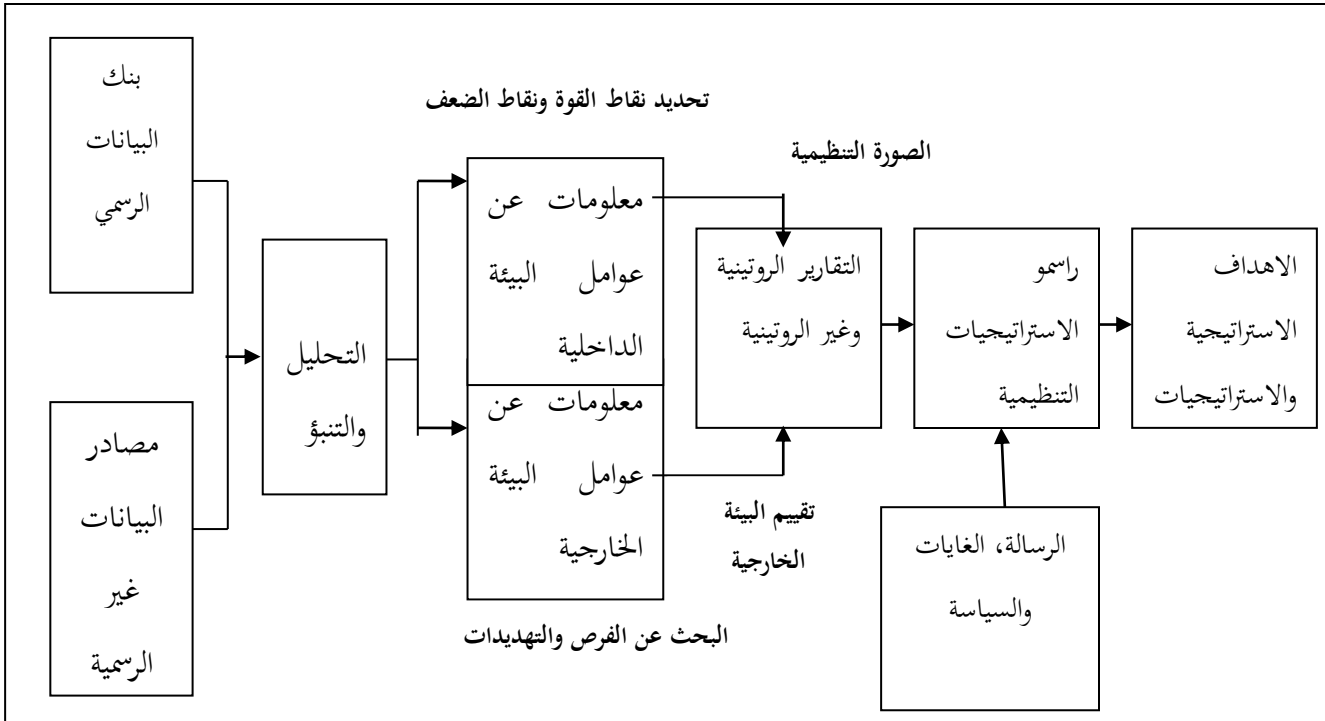 بنك
البيانات
الرسمي
مصادر
البيانات
غير
الرسمية
التحليل
والتنبؤ
تحديد نقاط القوة ونقاط الضعف
معلومات عن
عوامل البيئة
الداخلية
معلومات عن
عوامل البيئة
الخارجية
البحث عن الفرص والتهديدات
الصورة التنظيمية
التقارير الروتينية
وغير الروتينية
تقييم البيئة
الخارجية
راسمو
الاستراتيجيات
التنظيمية
الرسالة، الغايات
والسياسة
الاهداف
الاستراتيجية
والاستراتيجيات